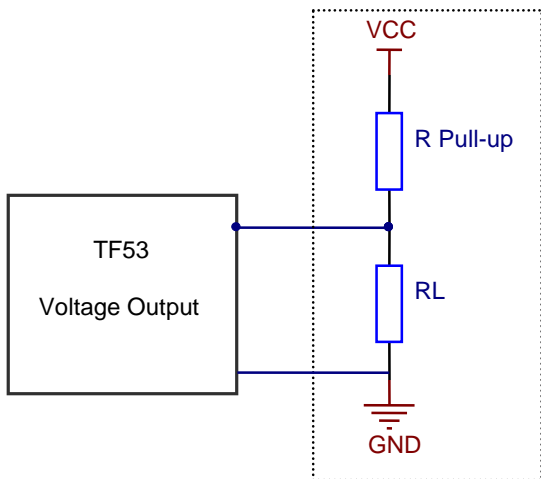 VCC
R Pull-up
TF53
Voltage Output
RL
GND